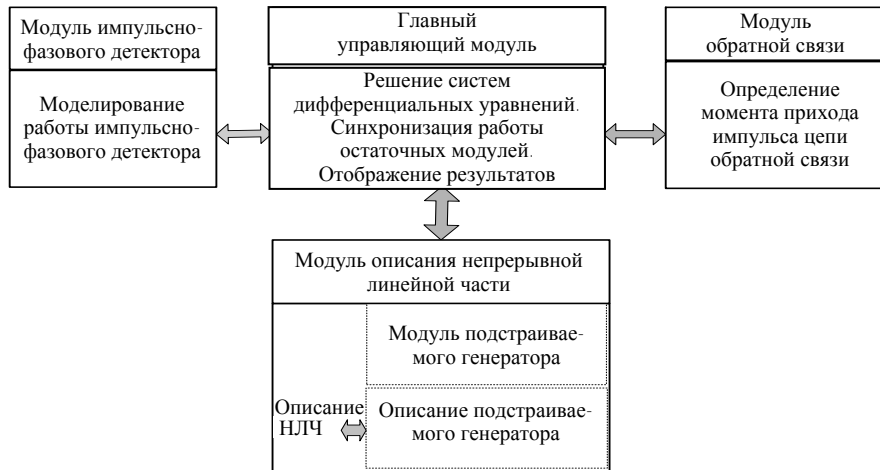 Модуль импульсно-
фазового детектора
Моделирование
работы импульсно-
фазового детектора
Главный
управляющий модуль
Решение систем
дифференциальных уравнений.
Синхронизация работы
остаточных модулей.
Отображение результатов
Модуль
обратной связи
Определение
момента прихода
импульса цепи
обратной связи
Модуль описания непрерывной
линейной части
Модуль подстраивае-
мого генератора
Описание
НЛЧ
Описание подстраивае-
мого генератора